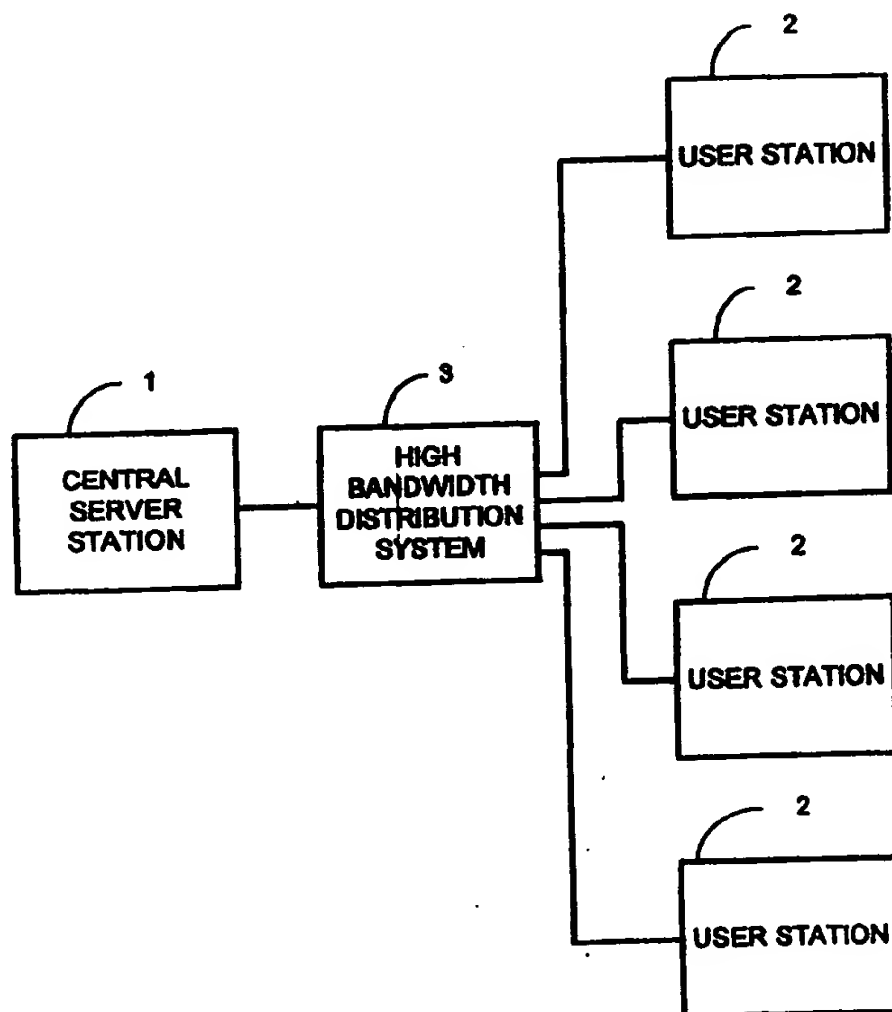 2
USER STATION
2
USER STATION
1
CENTRAL
SERVER
STATION
3
HIGH
BANDWIDTH
DISTRIBUTION
SYSTEM
2
USER STATION
2
USER STATION